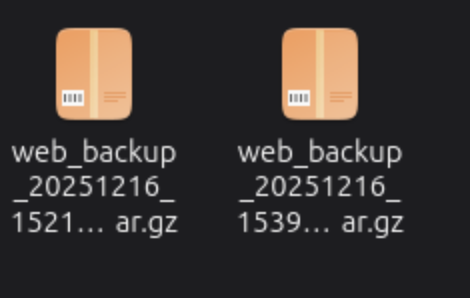 web_backup
_20251216_
1521... ar.gz
web_backup
_20251216_
1539... ar.gz